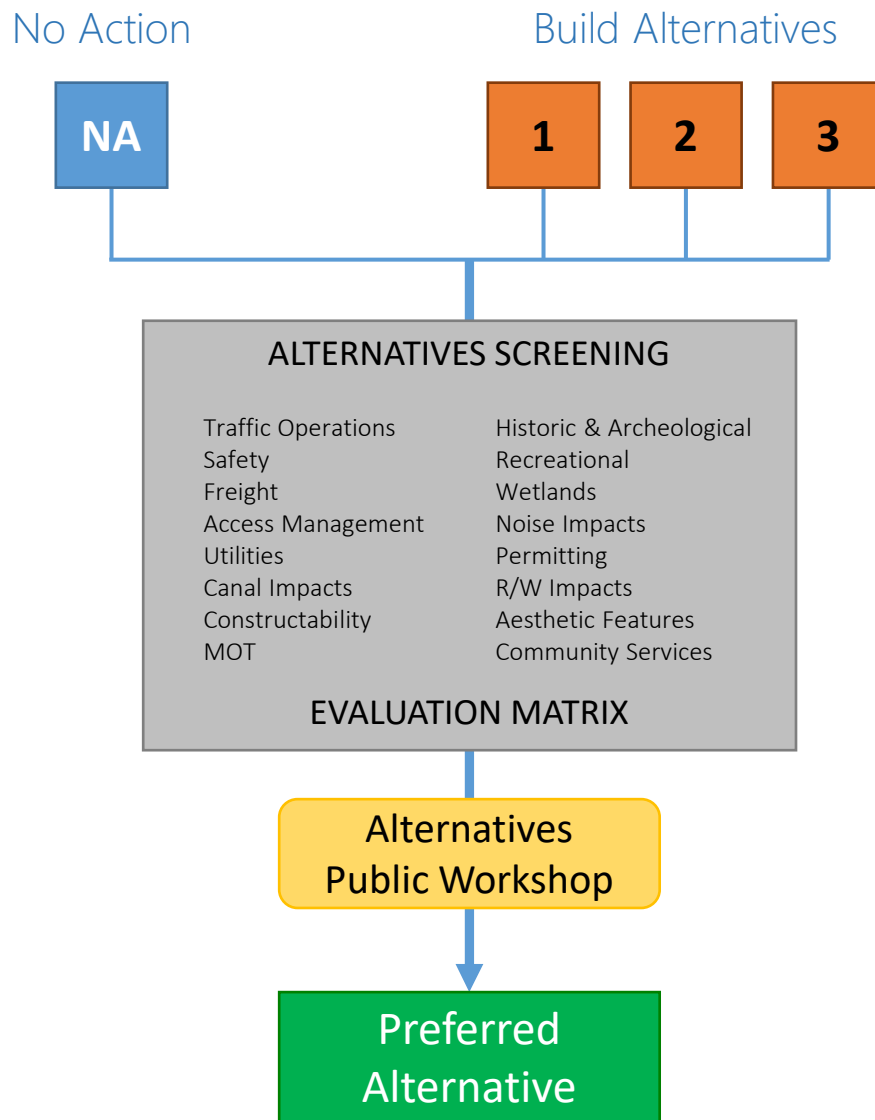 No Action
Build Alternatives
NA
1
2
3
ALTERNATIVES SCREENING
Traffic Operations
Safety
Freight
Access Management
Utilities
Canal Impacts
Constructability
MOT
Historic & Archeological
Recreational
Wetlands
Noise Impacts
Permitting
R/W Impacts
Aesthetic Features
Community Services
EVALUATION MATRIX
Alternatives
Public Workshop
Preferred
Alternative